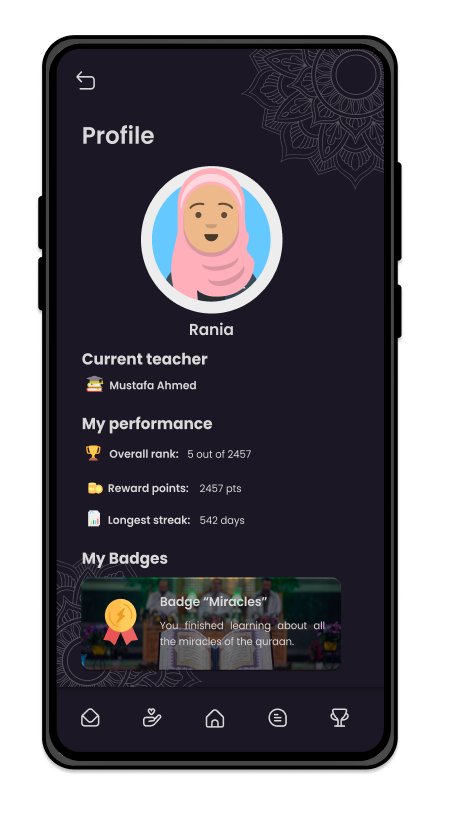 Profile
Rania
Current teacher
Mustafa Ahmed
My performance
Overall rank: 5 out of 2457
Reward points: 2457 pts
Longest streak: 542 days
My Badges
Badge “Miracles”
You finished learning about all
the miracles of the quraan.